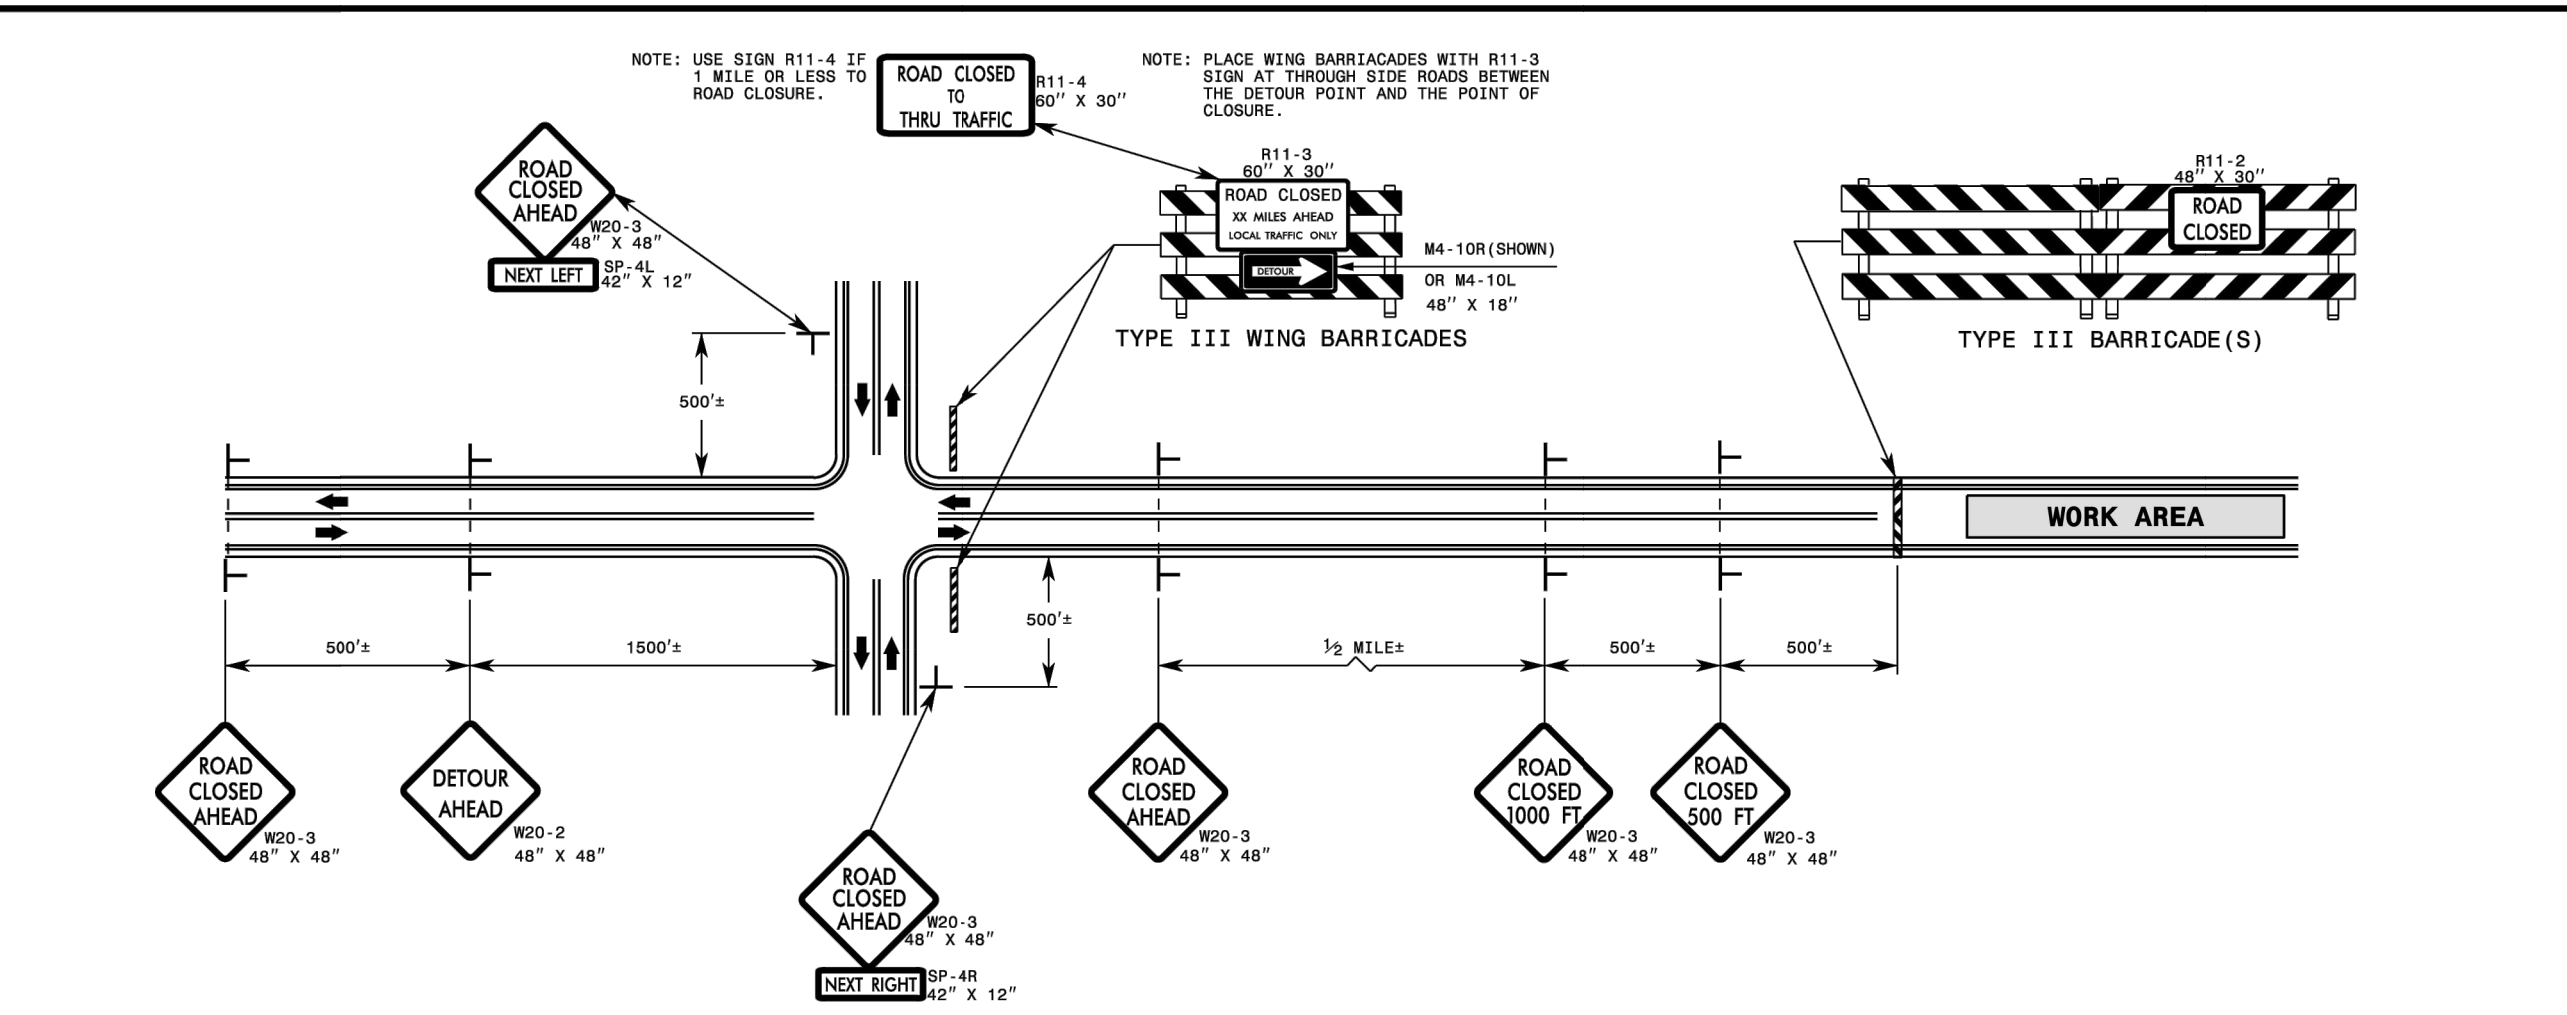 NOTE: USE SIGN R11-4 IF
1 MILE OR LESS TO
ROAD CLOSURE.
ROAD CLOSED
TO
THRU TRAFFIC
R11-4
60" X 30"
NOTE: PLACE WING BARRIACADES WITH R11-3
SIGN AT THROUGH SIDE ROADS BETWEEN
THE DETOUR POINT AND THE POINT OF
CLOSURE.
ROAD
CLOSED
AHEAD
W20-3
48" X 48"
NEXT LEFT
SP-4L
42" X 12"
R11-3
60" X 30"
ROAD CLOSED
XX MILES AHEAD
LOCAL TRAFFIC ONLY
DETOUR
M4-10R(SHOWN)
OR M4-10L
48" X 18"
TYPE III WING BARRICADES
R11-2
48" X 30"
ROAD
CLOSED
TYPE III BARRICADE(S)
500'±
WORK AREA
500'±
500'±
1500'±
½ MILE±
500'±
500'±
ROAD
CLOSED
AHEAD
W20-3
48" X 48"
DETOUR
AHEAD
W20-2
48" X 48"
ROAD
CLOSED
AHEAD
W20-3
48" X 48"
NEXT RIGHT
SP-4R
42" X 12"
ROAD
CLOSED
AHEAD
W20-3
48" X 48"
ROAD
CLOSED
1000 FT
W20-3
48" X 48"
ROAD
CLOSED
500 FT
W20-3
48" X 48"